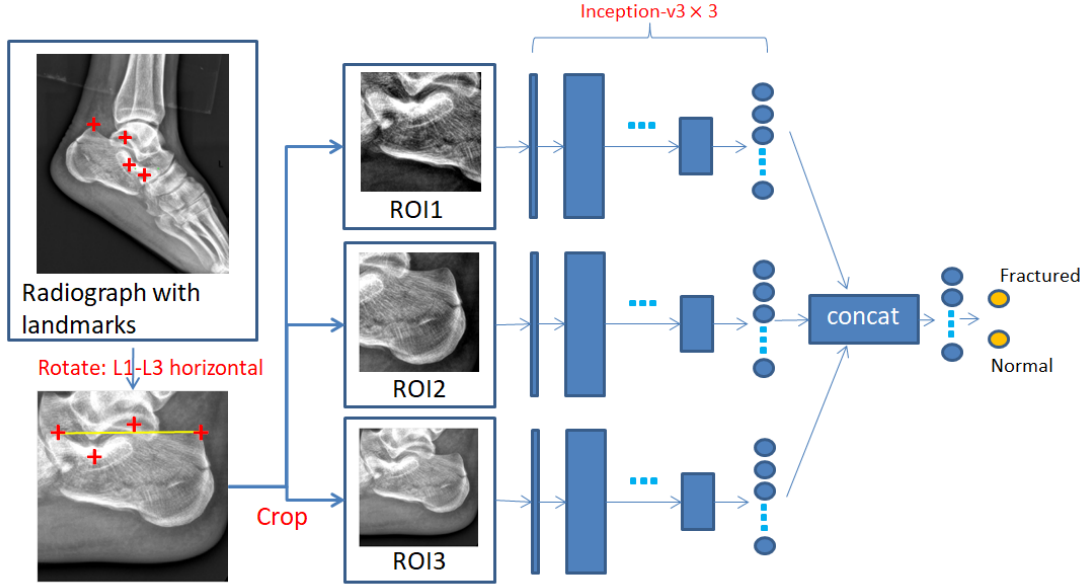 Inception-v3 × 3
Radiograph with
landmarks
Rotate: L1-L3 horizontal
Crop
ROI1
ROI2
ROI3
concat
Fractured
Normal